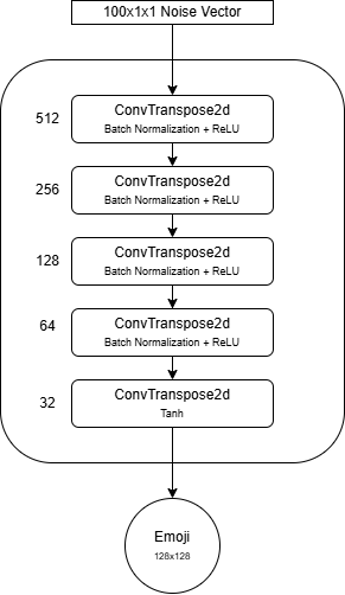 100x1x1 Noise Vector
512
ConvTranspose2d
Batch Normalization + ReLU
256
ConvTranspose2d
Batch Normalization + ReLU
128
ConvTranspose2d
Batch Normalization + ReLU
64
ConvTranspose2d
Batch Normalization + ReLU
32
ConvTranspose2d
Tanh
Emoji
128x128